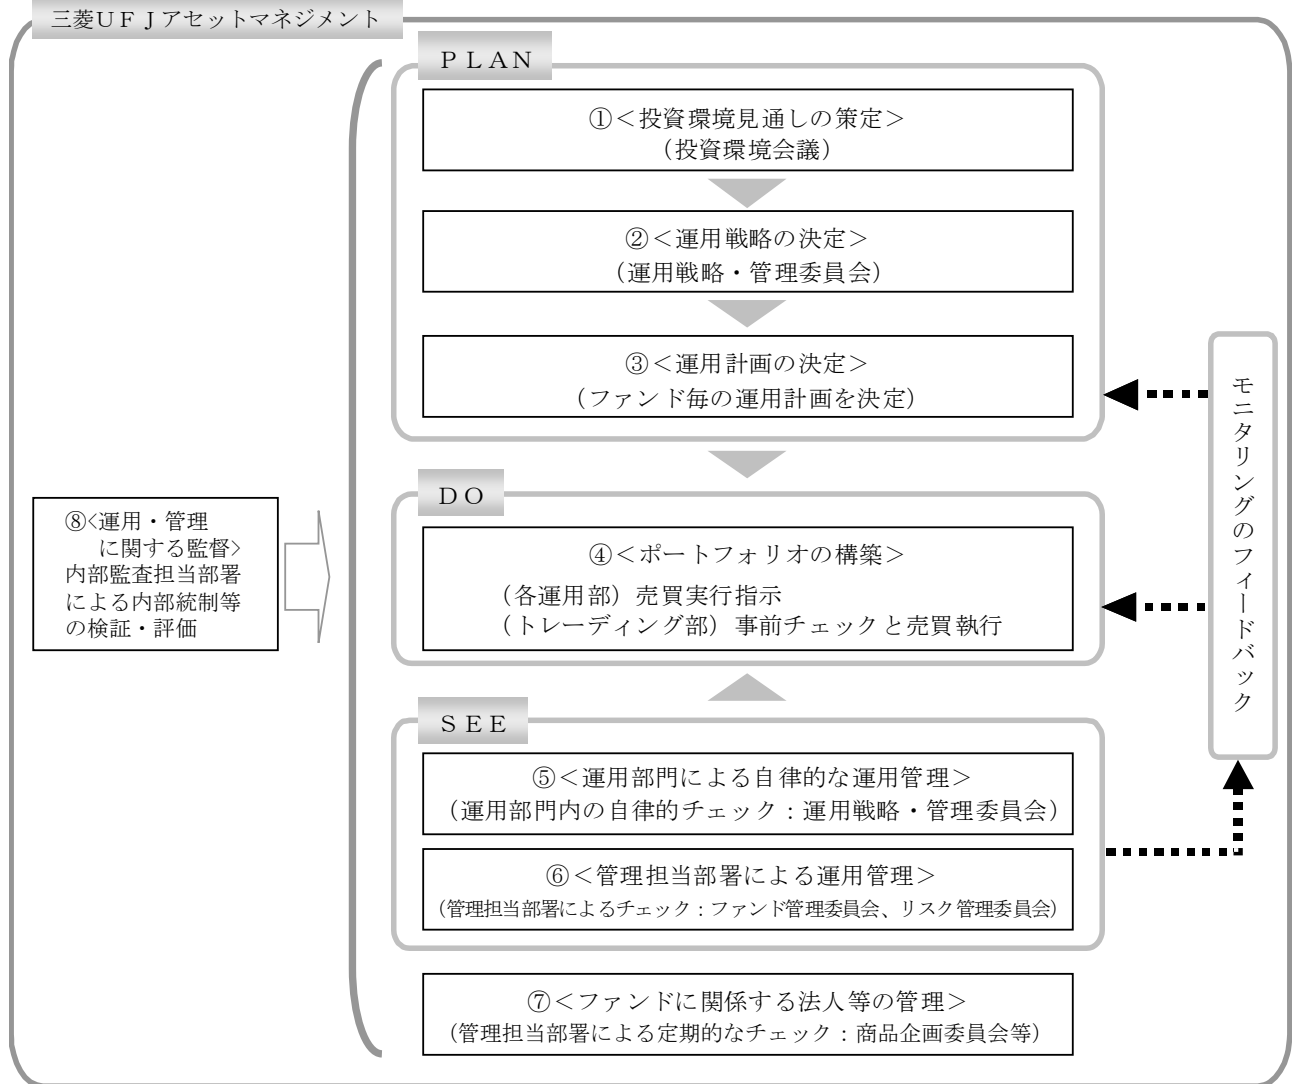 三菱UFJアセットマネジメント
PLAN
①＜投資環境見通しの策定＞
（投資環境会議）
②＜運用戦略の決定＞
（運用戦略・管理委員会）
③＜運用計画の決定＞
（ファンド毎の運用計画を決定）
DO
④＜ポートフォリオの構築＞
（各運用部）売買実行指示
（トレーディング部）事前チェックと売買執行
SEE
⑤＜運用部門による自律的な運用管理＞
（運用部門内の自律的チェック：運用戦略・管理委員会）
⑥＜管理担当部署による運用管理＞
（管理担当部署によるチェック：ファンド管理委員会、リスク管理委員会）
⑦＜ファンドに関係する法人等の管理＞
（管理担当部署による定期的なチェック：商品企画委員会等）
⑧<運用・管理
に関する監督>
内部監査担当部署
による内部統制等
の検証・評価
モニタリングのフィードバック